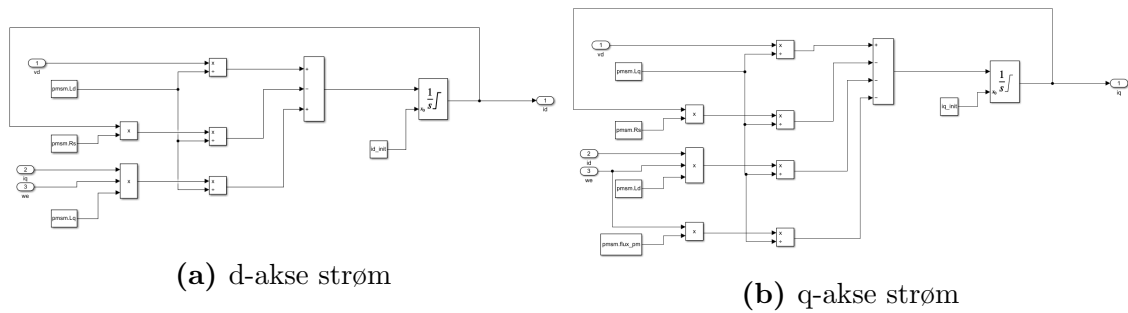 1
vd
pmsm.Ld
x
÷
+
−
+
1
s
xo
1
id
pmsm.Rs
x
x
÷
id_init
2
iq
3
we
x
x
÷
pmsm.Lq
(a) d-akse strøm
1
vd
pmsm.Lq
x
÷
+
−
−
−
1
s
xo
1
iq
iq_init
pmsm.Rs
x
x
÷
2
id
3
we
x
x
÷
pmsm.Ld
pmsm.flux_pm
x
x
÷
(b) q-akse strøm